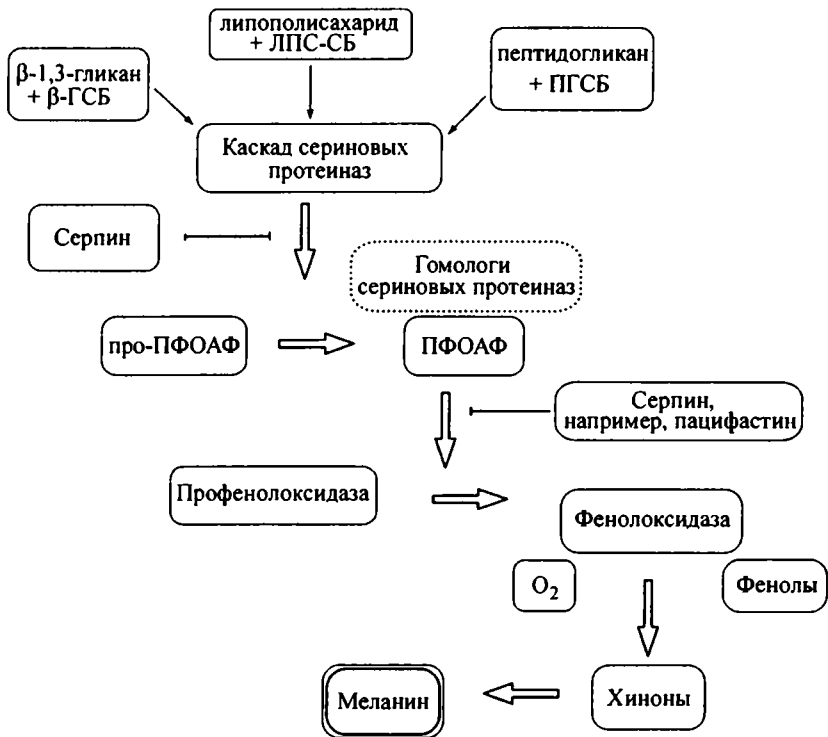 липополисахарид
+ ЛПС-СБ
β-1,3-гликан
+ β-ГСБ
пептидогликан
+ ПГСБ
Каскад сериновых
протеиназ
Серпин
Гомологи
сериновых протеиназ
про-ПФОАФ
ПФОАФ
Серпин,
например, пацифастин
Профенолоксидаза
Фенолоксидаза
O₂
Фенолы
Меланин
Хиноны